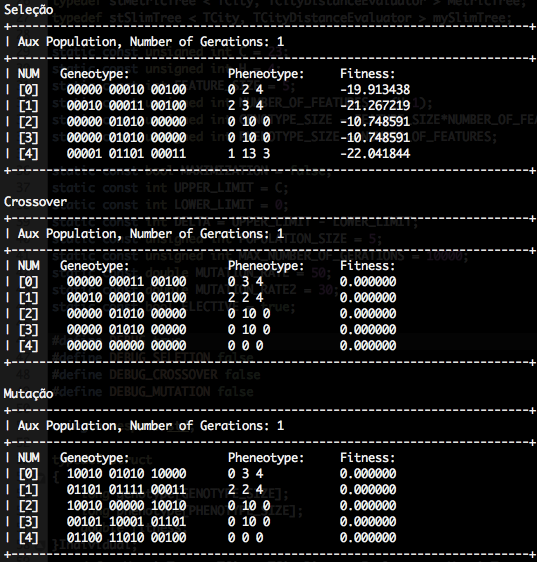 Seleção
| Aux Population, Number of Gerations: 1
| NUM Geneotype: Pheneotype: Fitness:
| [0] 00000 00010 00100 0 2 4 -19.913438
| [1] 00010 00011 00100 2 3 4 -21.267219
| [2] 00000 01010 00000 0 10 0 -10.748591
| [3] 00000 01010 00000 0 10 0 -10.748591
| [4] 00001 01101 00011 1 13 3 -22.041844
Crossover
| Aux Population, Number of Gerations: 1
| NUM Geneotype: Pheneotype: Fitness:
| [0] 00000 00011 00100 0 3 4 0.000000
| [1] 00010 00010 00100 2 2 4 0.000000
| [2] 00000 01010 00000 0 10 0 0.000000
| [3] 00000 01010 00000 0 10 0 0.000000
| [4] 00000 00000 00000 0 0 0 0.000000
#define DEBUG_CROSSOVER false
#define DEBUG_MUTATION false
Mutação
| Aux Population, Number of Gerations: 1
| NUM Geneotype: Pheneotype: Fitness:
| [0] 10010 01010 10000 0 3 4 0.000000
| [1] 01101 01111 00011 2 2 4 0.000000
| [2] 10010 00000 10010 0 10 0 0.000000
| [3] 00101 10001 01101 0 10 0 0.000000
| [4] 01100 11010 00100 0 0 0 0.000000